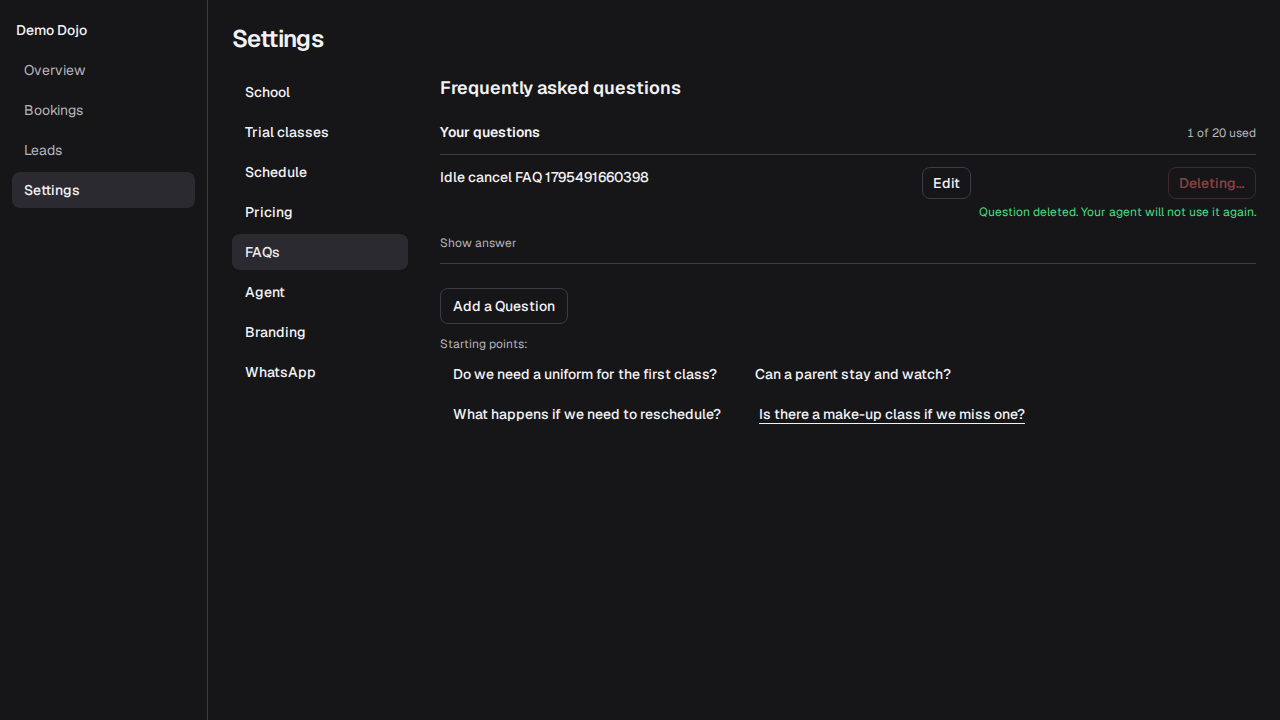 Demo Dojo
Overview
Bookings
Leads
Settings
Settings
School
Trial classes
Schedule
Pricing
FAQs
Agent
Branding
WhatsApp
Frequently asked questions
Your questions
1 of 20 used
Idle cancel FAQ 1795491660398
Edit
Deleting…
Question deleted. Your agent will not use it again.
Show answer
Add a Question
Starting points:
Do we need a uniform for the first class?
Can a parent stay and watch?
What happens if we need to reschedule?
Is there a make-up class if we miss one?